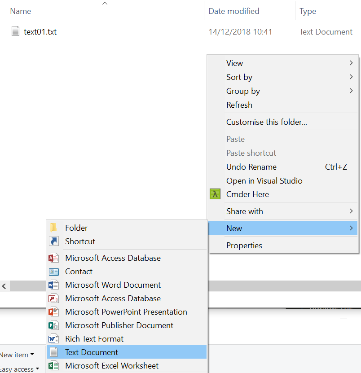 Name Date modified Type
text01.txt 14/12/2018 10:41 Text Document
View
Sort by
Group by
Refresh
Customise this folder...
Paste
Paste shortcut
Undo Rename Ctrl+Z
Open in Visual Studio
Cmder Here
Share with
New
Properties
Folder
Shortcut
Microsoft Access Database
Contact
Microsoft Word Document
Microsoft Access Database
Microsoft PowerPoint Presentation
Microsoft Publisher Document
Rich Text Format
Text Document
Microsoft Excel Worksheet
New item
Easy access